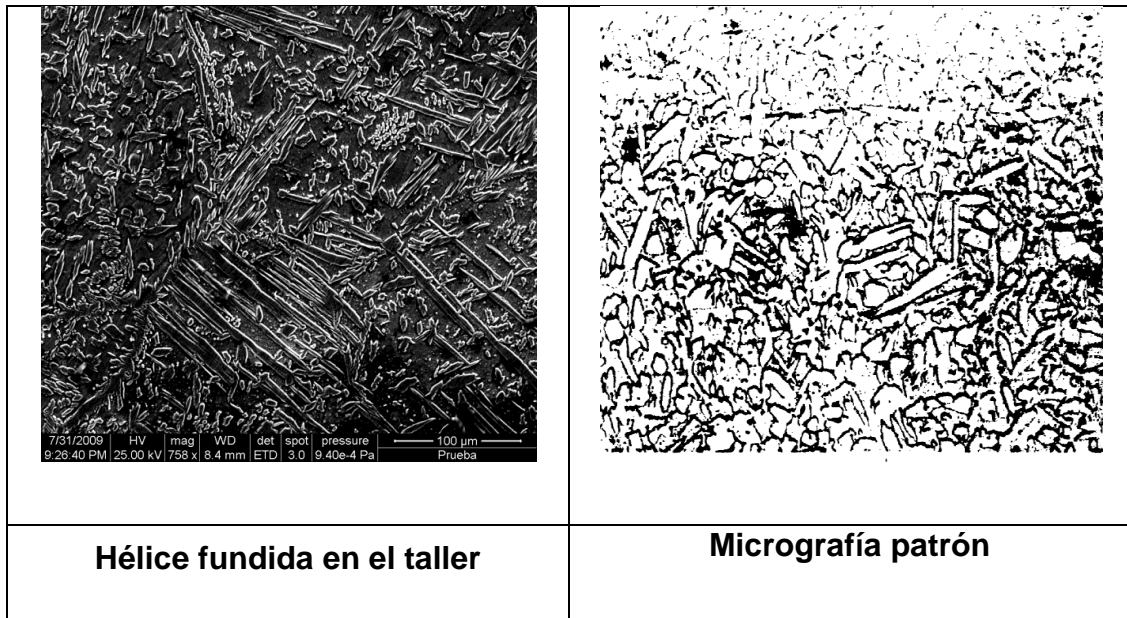 7/31/2009 HV mag WD det spot pressure 100 µm
9:26:40 PM 25.00 kV 758 x 8.4 mm ETD 3.0 9.40e-4 Pa Prueba
Hélice fundida en el taller
Micrografía patrón